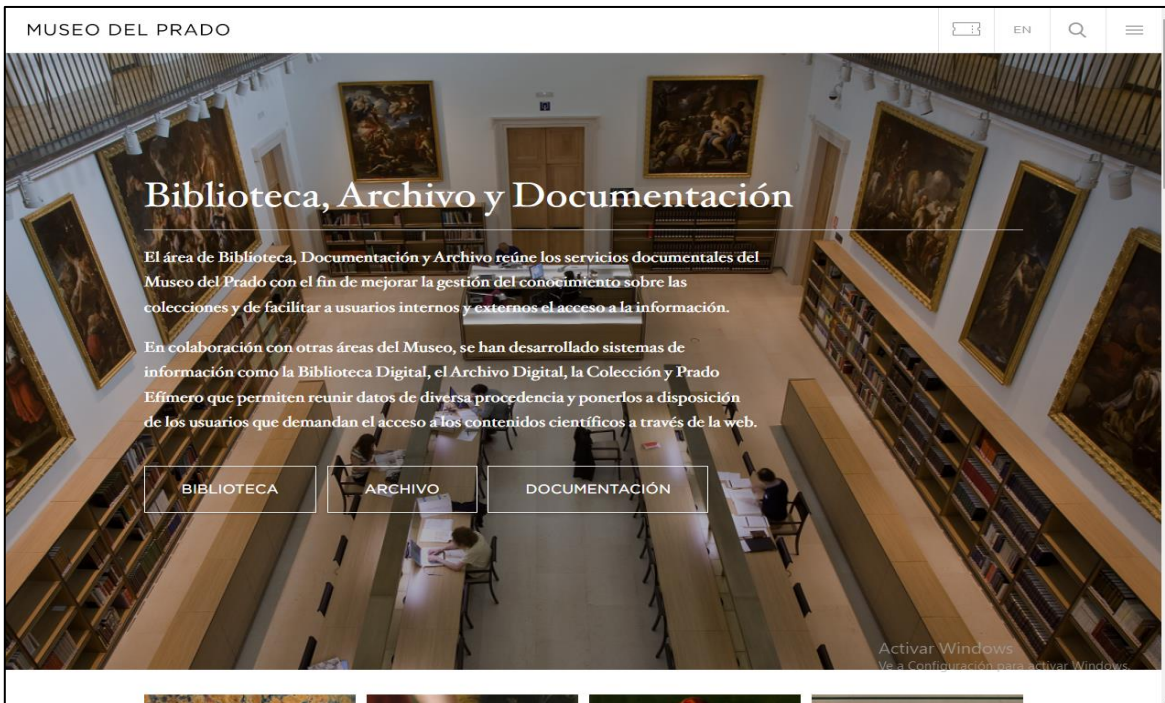 MUSEO DEL PRADO
EN
Biblioteca, Archivo y Documentación
El área de Biblioteca, Documentación y Archivo reúne los servicios documentales del
Museo del Prado con el fin de mejorar la gestión del conocimiento sobre las
colecciones y de facilitar a usuarios internos y externos el acceso a la información.
En colaboración con otras áreas del Museo, se han desarrollado sistemas de
información como la Biblioteca Digital, el Archivo Digital, la Colección y Prado
Efímero que permiten reunir datos de diversa procedencia y ponerlos a disposición
de los usuarios que demandan el acceso a los contenidos científicos a través de la web.
BIBLIOTECA
ARCHIVO
DOCUMENTACIÓN
Activar Windows
Ve a Configuración para activar Windows.